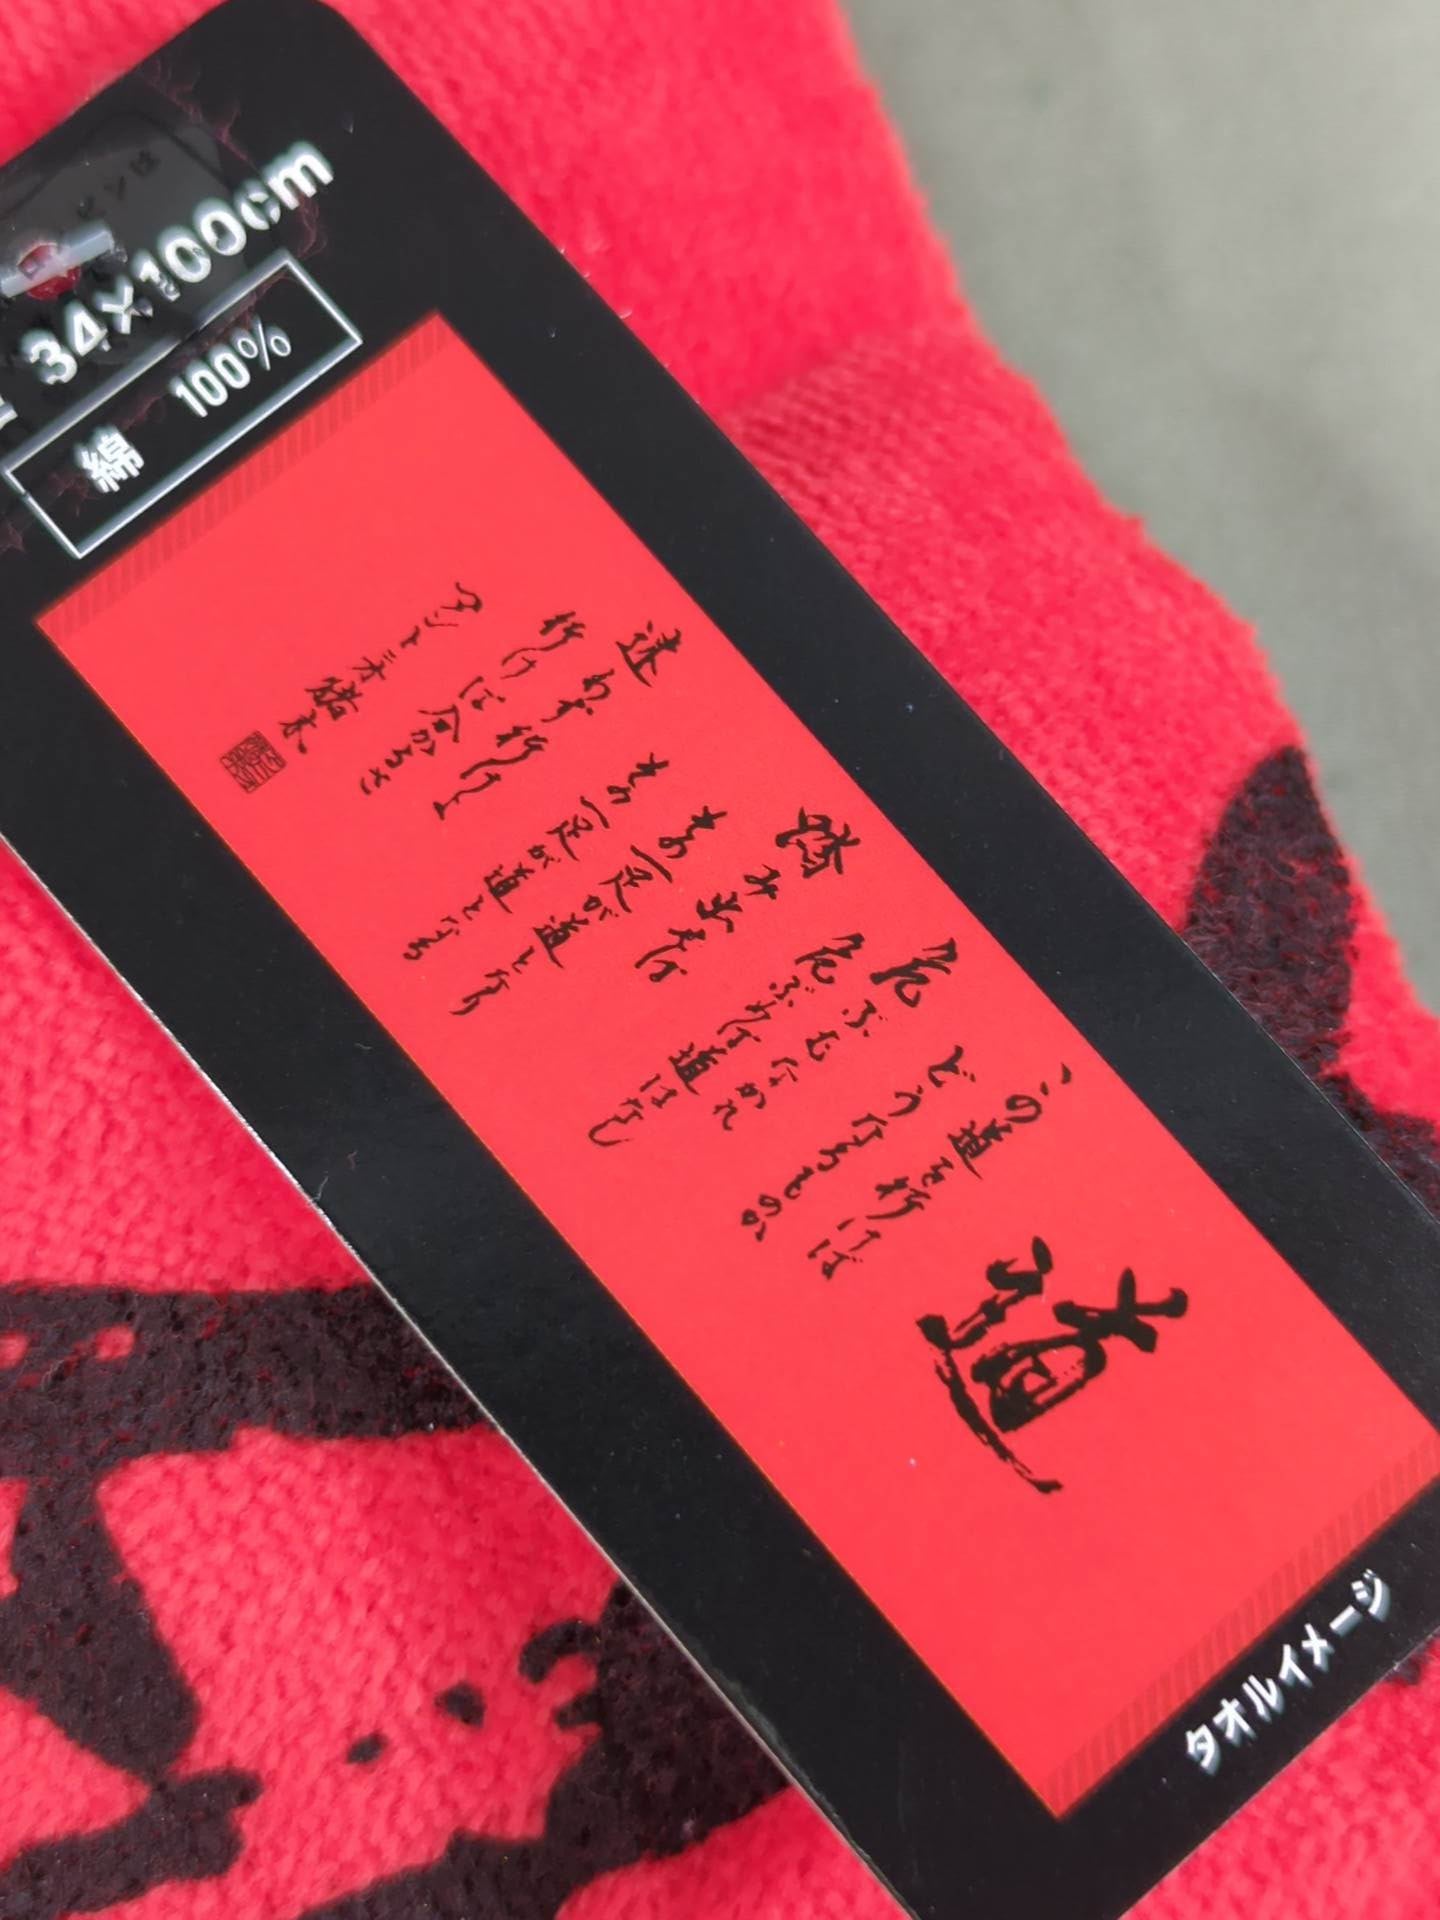 34×100cm
綿 100%
道
この道を行けば
どうなるものか
危ぶむなかれ
危ぶめば道はなし
踏み出せば
その一足が道となり
その一足が道となる
迷わず行けよ
行けば分かるさ
アントニオ猪木
タオルイメージ